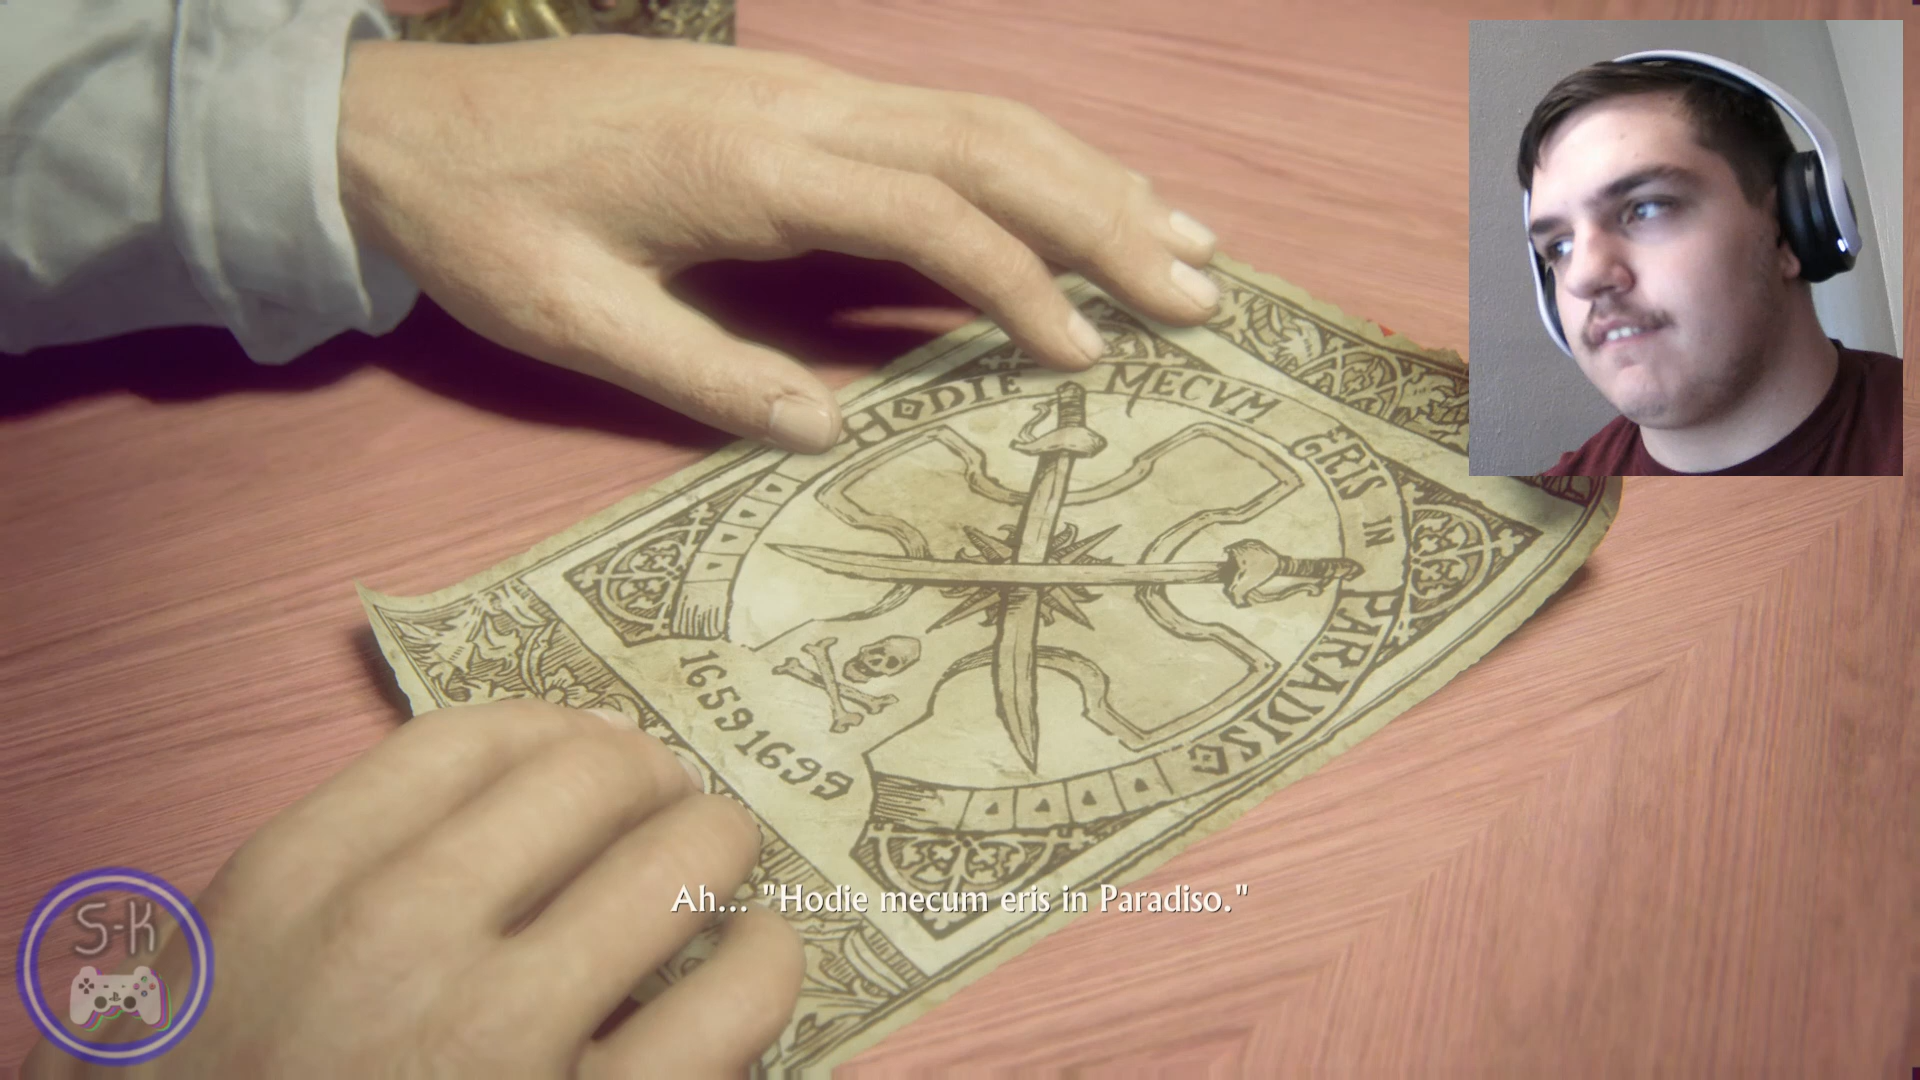 HODIE MECVM ERIS IN PARADISO
16591699
Ah... "Hodie mecum eris in Paradiso."
S-K